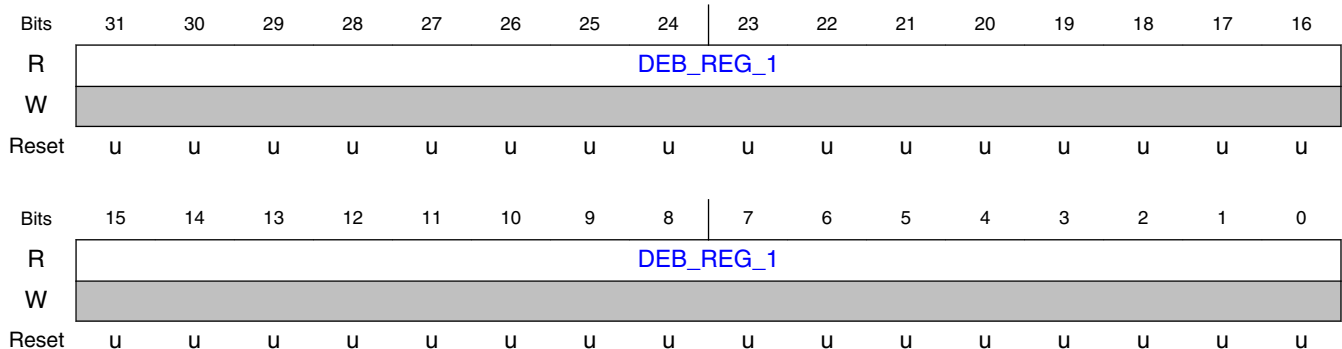 Bits 31 30 29 28 27 26 25 24 23 22 21 20 19 18 17 16
R DEB_REG_1
W
Reset u u u u u u u u u u u u u u u u
Bits 15 14 13 12 11 10 9 8 7 6 5 4 3 2 1 0
R DEB_REG_1
W
Reset u u u u u u u u u u u u u u u u